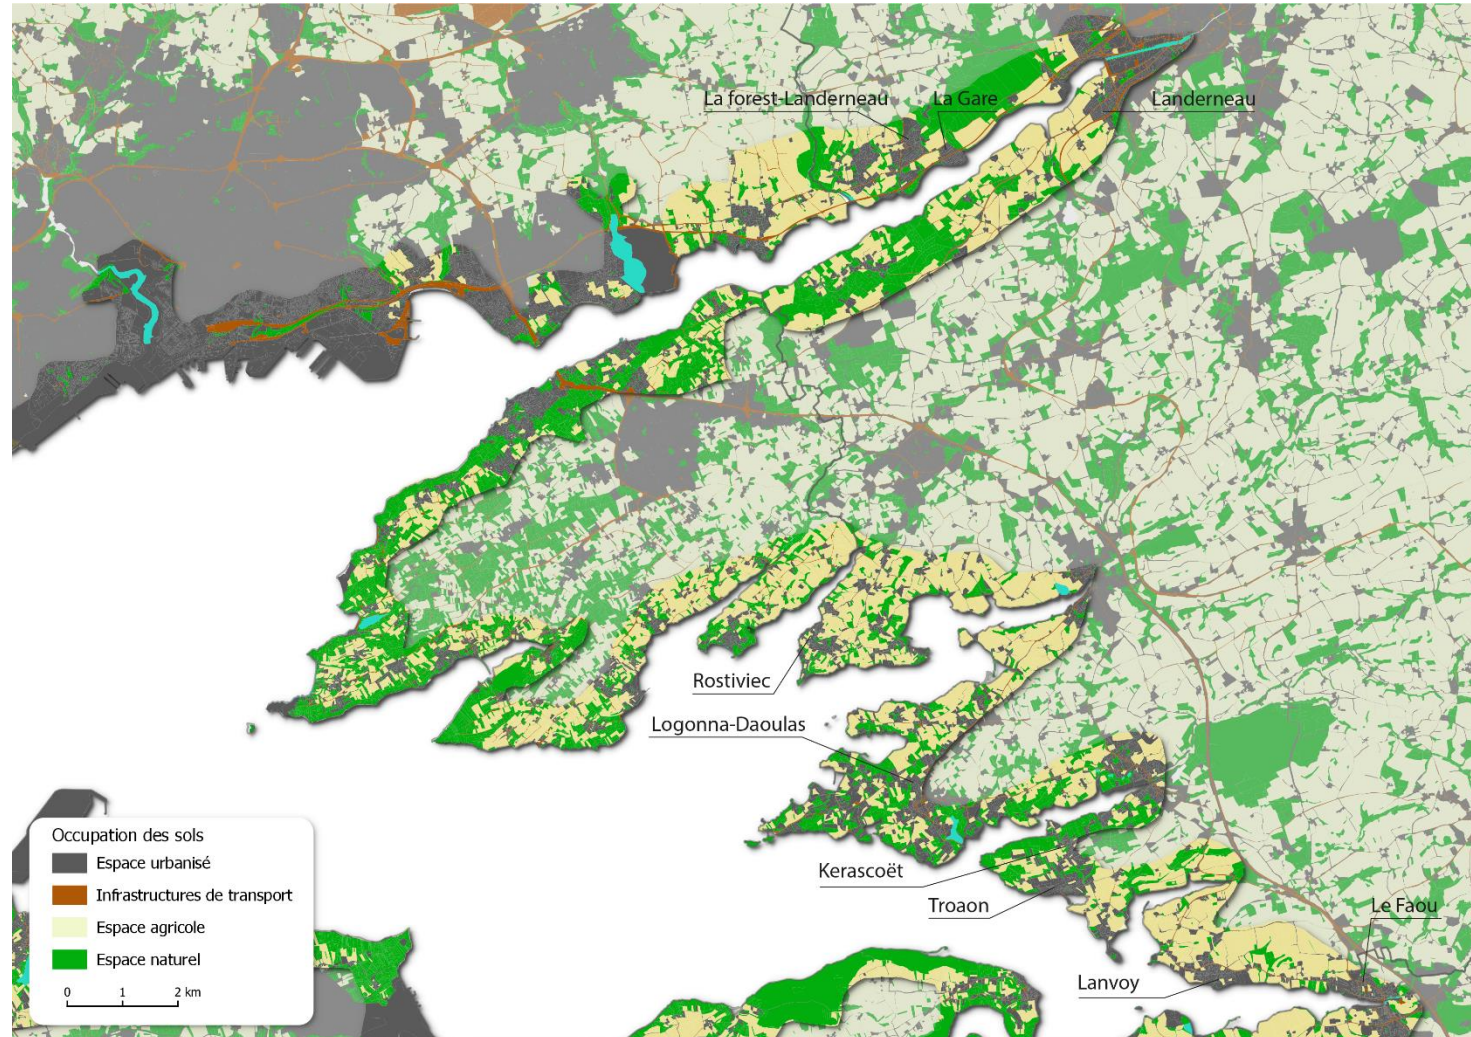 La forest-Landerneau
La Gare
Landerneau
Rostiviec
Logonna-Daoulas
Kerascoët
Troaon
Le Faou
Lanvoy
Occupation des sols
Espace urbanisé
Infrastructures de transport
Espace agricole
Espace naturel
0 1 2 km